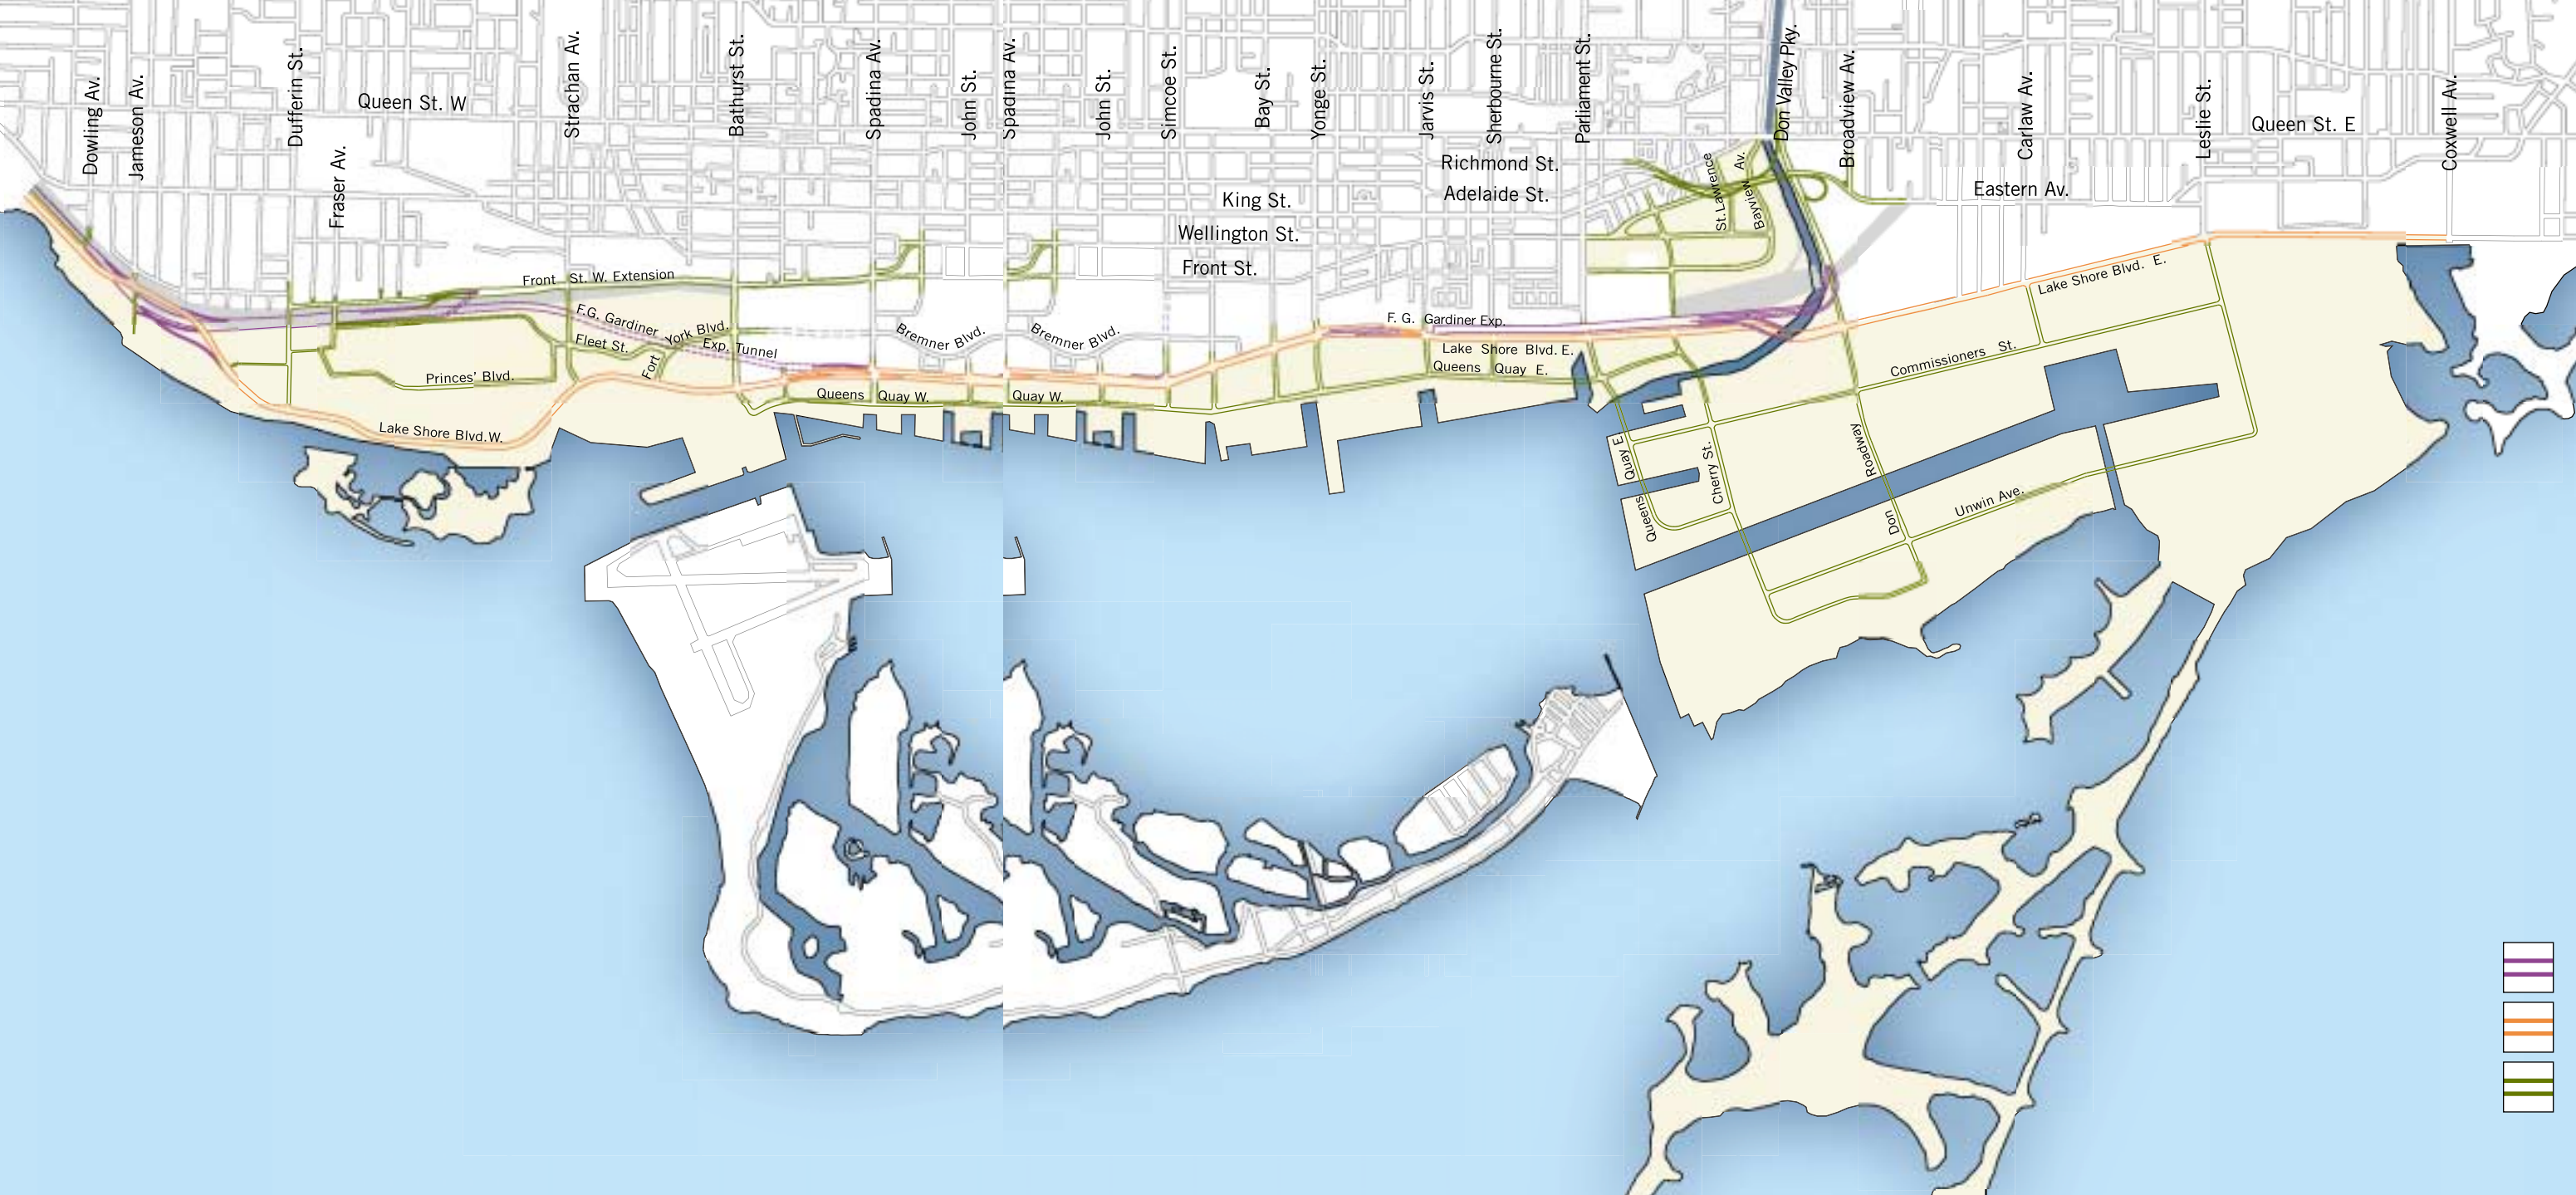 Dowling Av.
Jameson Av.
Dufferin St.
Fraser Av.
Queen St. W
Strachan Av.
Bathurst St.
Spadina Av.
John St.
Spadina Av.
John St.
Simcoe St.
Bay St.
Yonge St.
Jarvis St.
Sherbourne St.
Parliament St.
Don Valley Pky.
Broadview Av.
Carlaw Av.
Leslie St.
Queen St. E
Coxwell Av.
Richmond St.
Adelaide St.
King St.
Wellington St.
Front St.
St. Lawrence
Bayview Av.
Eastern Av.
Front St. W. Extension
F.G. Gardiner Exp. Tunnel
Fort York Blvd.
Fleet St.
Princes' Blvd.
Lake Shore Blvd.W.
Bremner Blvd.
Bremner Blvd.
Queens Quay W.
Quay W.
F. G. Gardiner Exp.
Lake Shore Blvd. E.
Queens Quay E.
Lake Shore Blvd. E.
Commissioners St.
Queens Quay E
Cherry St.
Don Roadway
Unwin Ave.